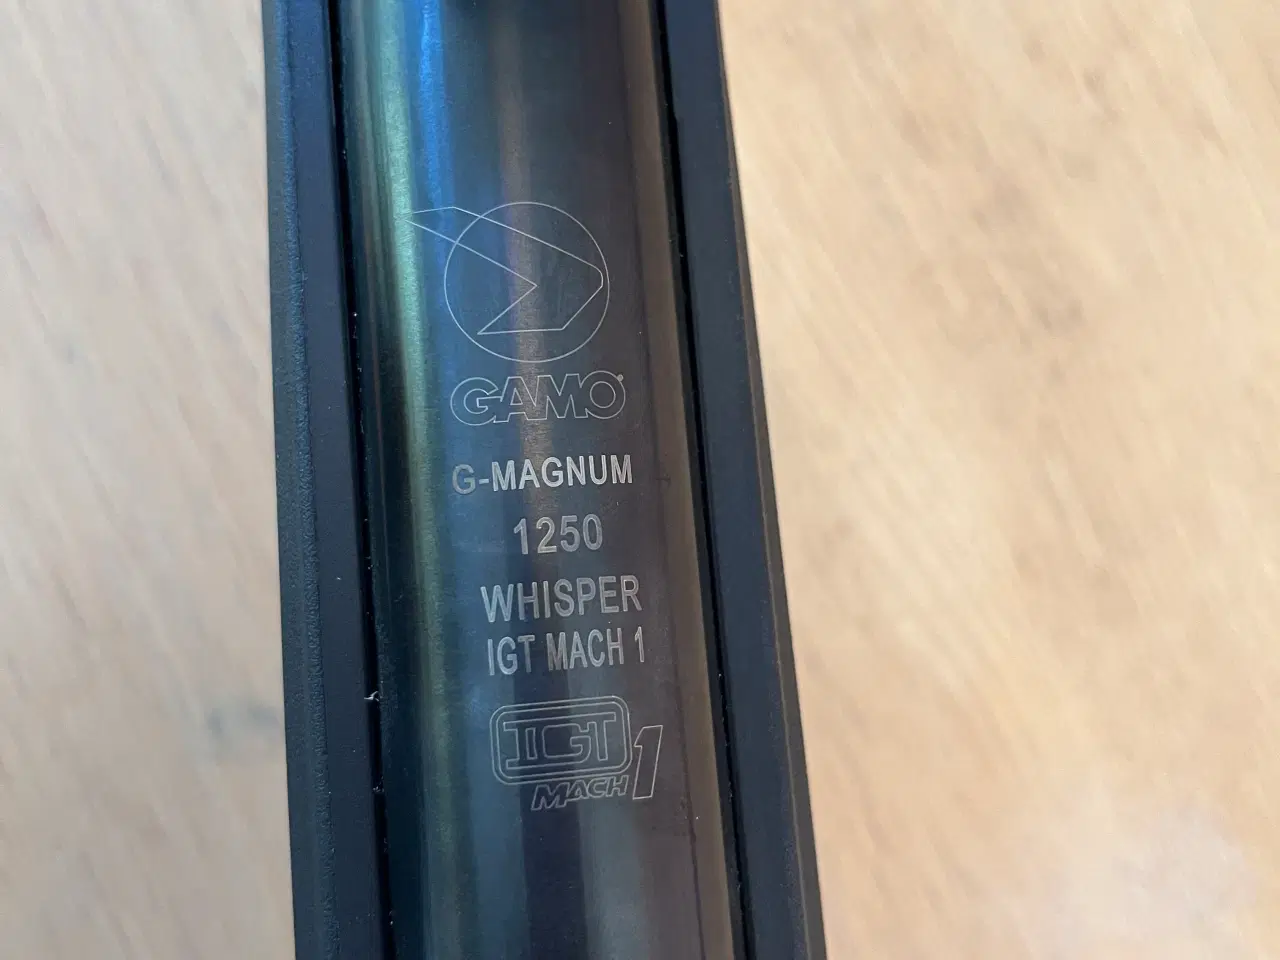 GAMO
G-MAGNUM
1250
WHISPER
IGT MACH 1
IGT
MACH 1